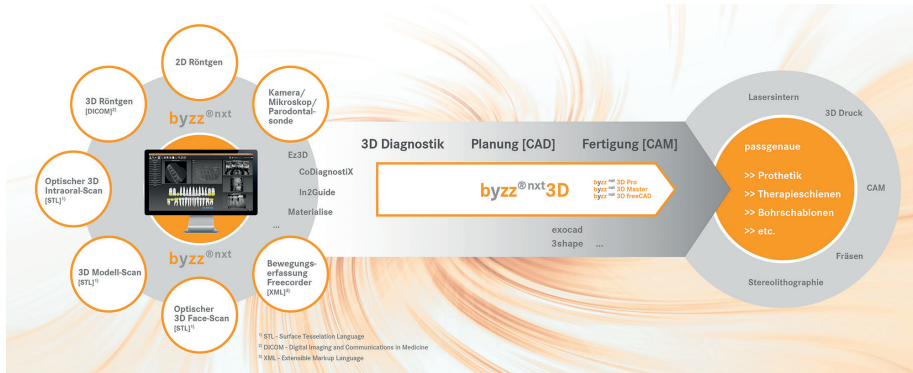 2D Röntgen
3D Röntgen
[DICOM]²⁾
byzz®nxt
Kamera/
Mikroskop/
Parodontal-
sonde
Optischer 3D
Intraoral-Scan
[STL]¹⁾
Ez3D
CoDiagnostiX
In2Guide
Materialise
...
byzz®nxt
3D Modell-Scan
[STL]¹⁾
Optischer
3D Face-Scan
[STL]¹⁾
Bewegungs-
erfassung
Freecorder
[XML]³⁾
3D Diagnostik
Planung [CAD]
Fertigung [CAM]
byzz®nxt3D
byzz nxt 3D Pro
byzz nxt 3D Master
byzz nxt 3D freeCAD
exocad
3shape ...
Lasersintern
3D Druck
CAM
Fräsen
Stereolithographie
passgenaue
>> Prothetik
>> Therapieschienen
>> Bohrschablonen
>> etc.
¹⁾ STL - Surface Tesselation Language
²⁾ DICOM - Digital Imaging and Communications in Medicine
³⁾ XML - Extensible Markup Language